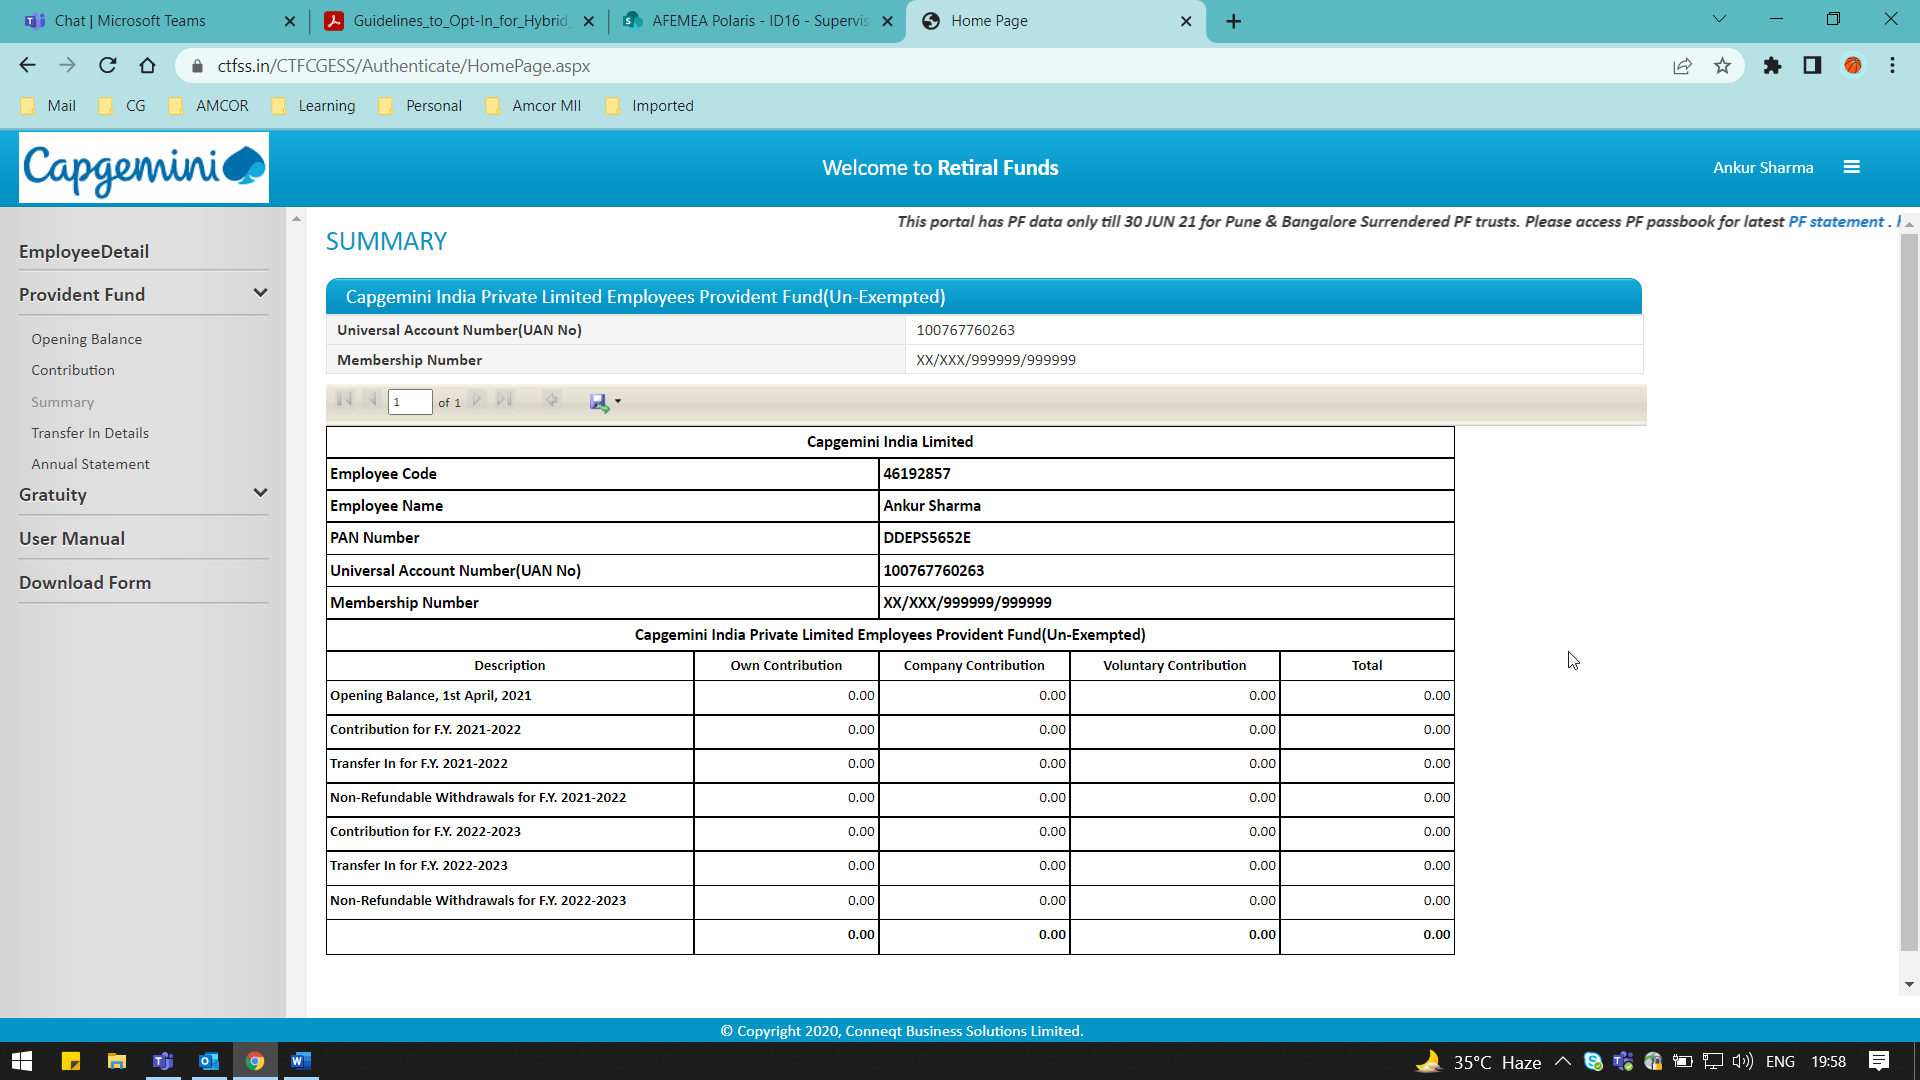 Chat | Microsoft Teams
Guidelines_to_Opt-In_for_Hybrid_
AFEMEA Polaris - ID16 - Supervis
Home Page
ctfss.in/CTFCGESS/Authenticate/HomePage.aspx
Mail CG AMCOR Learning Personal Amcor MII Imported
Capgemini
Welcome to Retiral Funds
Ankur Sharma
This portal has PF data only till 30 JUN 21 for Pune & Bangalore Surrendered PF trusts. Please access PF passbook for latest PF statement .
EmployeeDetail
Provident Fund
Opening Balance
Contribution
Summary
Transfer In Details
Annual Statement
Gratuity
User Manual
Download Form
SUMMARY
Capgemini India Private Limited Employees Provident Fund(Un-Exempted)
Universal Account Number(UAN No) 100767760263
Membership Number XX/XXX/999999/999999
1 of 1
Capgemini India Limited
Employee Code 46192857
Employee Name Ankur Sharma
PAN Number DDEPS5652E
Universal Account Number(UAN No) 100767760263
Membership Number XX/XXX/999999/999999
Capgemini India Private Limited Employees Provident Fund(Un-Exempted)
Description Own Contribution Company Contribution Voluntary Contribution Total
Opening Balance, 1st April, 2021 0.00 0.00 0.00 0.00
Contribution for F.Y. 2021-2022 0.00 0.00 0.00 0.00
Transfer In for F.Y. 2021-2022 0.00 0.00 0.00 0.00
Non-Refundable Withdrawals for F.Y. 2021-2022 0.00 0.00 0.00 0.00
Contribution for F.Y. 2022-2023 0.00 0.00 0.00 0.00
Transfer In for F.Y. 2022-2023 0.00 0.00 0.00 0.00
Non-Refundable Withdrawals for F.Y. 2022-2023 0.00 0.00 0.00 0.00
0.00 0.00 0.00 0.00
© Copyright 2020, Conneqt Business Solutions Limited.
35°C Haze ENG 19:58